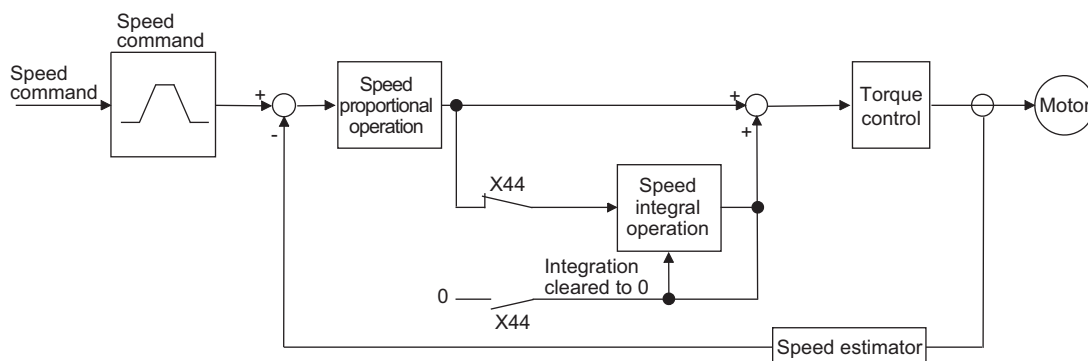 Speed
command
Speed
command
+
-
Speed
proportional
operation
+
+
Torque
control
Motor
X44
Speed
integral
operation
Integration
cleared to 0
0
X44
Speed estimator